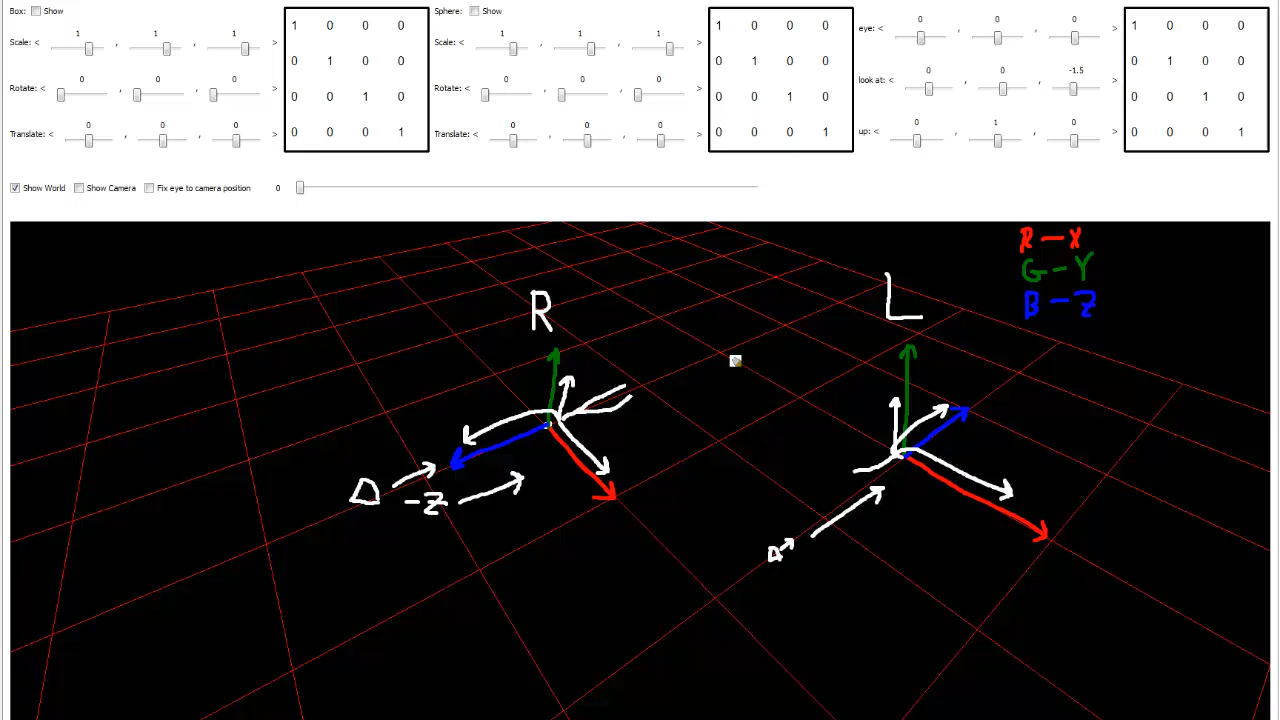 Box: Show
Scale: < 1 , 1 , 1 >
Rotate: < 0 , 0 , 0 >
Translate: < 0 , 0 , 0 >
1 0 0 0
0 1 0 0
0 0 1 0
0 0 0 1
Sphere: Show
Scale: < 1 , 1 , 1 >
Rotate: < 0 , 0 , 0 >
Translate: < 0 , 0 , 0 >
1 0 0 0
0 1 0 0
0 0 1 0
0 0 0 1
eye: < 0 , 0 , 0 >
look at: < 0 , 0 , -1.5 >
up: < 0 , 1 , 0 >
1 0 0 0
0 1 0 0
0 0 1 0
0 0 0 1
Show World Show Camera Fix eye to camera position 0
R - X
G - Y
B - Z
R
L
-Z